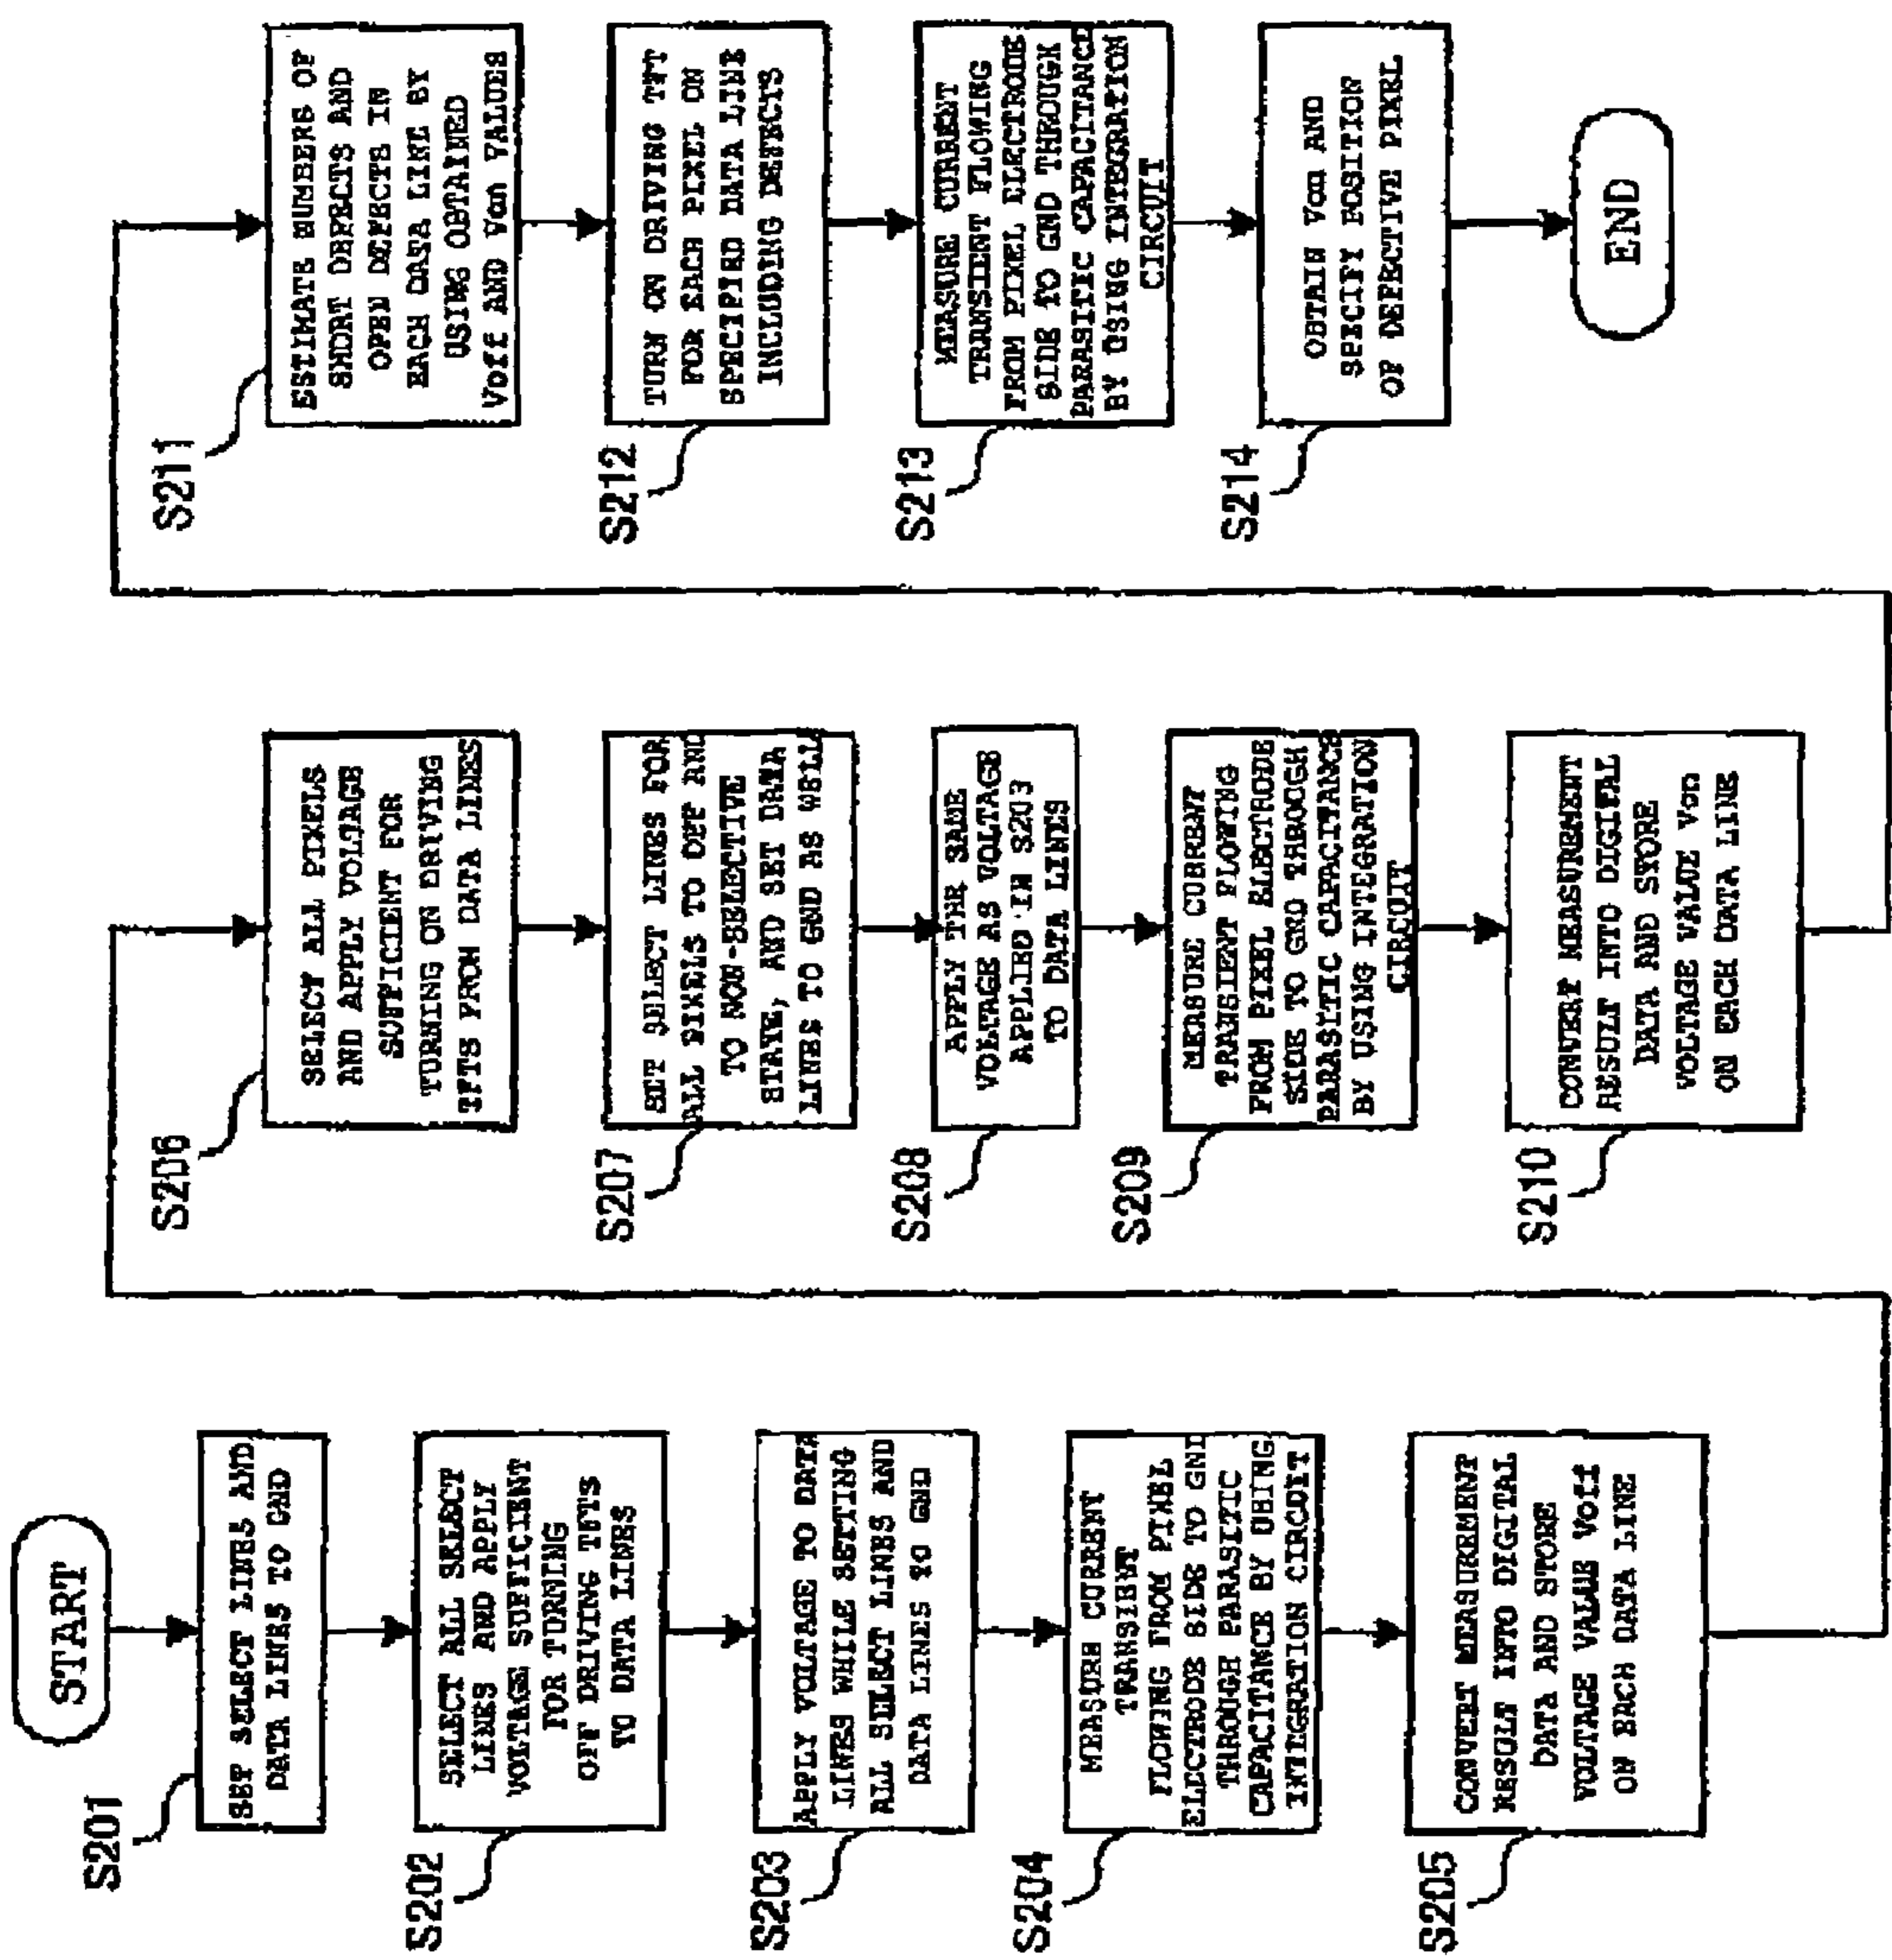 START
S201
SET SELECT LINES AND
DATA LINES TO GND
S202
SELECT ALL SELECT
LINES AND APPLY
VOLTAGE SUFFICIENT
FOR TURNING
OFF DRIVING TFTS
TO DATA LINES
S203
APPLY VOLTAGE TO DATA
LINES WHILE SETTING
ALL SELECT LINES AND
DATA LINES TO GND
S204
MEASURE CURRENT
TRANSIENT
FLOWING FROM PIXEL
ELECTRODE SIDE TO GND
THROUGH PARASITIC
CAPACITANCE BY USING
INTEGRATION CIRCUIT
S205
CONVERT MEASUREMENT
RESULT INTO DIGITAL
DATA AND STORE
VOLTAGE VALUE Voff
ON EACH DATA LINE
S206
SELECT ALL PIXELS
AND APPLY VOLTAGE
SUFFICIENT FOR
TURNING ON DRIVING
TFTS FROM DATA LINES
S207
SET SELECT LINES FOR
ALL PIXELS TO OFF AND
TO NON-SELECTIVE
STATE, AND SET DATA
LINES TO GND AS WELL
S208
APPLY THE SAME
VOLTAGE AS VOLTAGE
APPLIED IN S203
TO DATA LINES
S209
MEASURE CURRENT
TRANSIENT FLOWING
FROM PIXEL ELECTRODE
SIDE TO GND THROUGH
PARASITIC CAPACITANCE
BY USING INTEGRATION
CIRCUIT
S210
CONVERT MEASUREMENT
RESULT INTO DIGITAL
DATA AND STORE
VOLTAGE VALUE Von
ON EACH DATA LINE
S211
ESTIMATE NUMBERS OF
SHORT DEFECTS AND
OPEN DEFECTS IN
EACH DATA LINE BY
USING OBTAINED
Voff AND Von VALUES
S212
TURN ON DRIVING TFT
FOR EACH PIXEL ON
SPECIFIED DATA LINE
INCLUDING DEFECTS
S213
MEASURE CURRENT
TRANSIENT FLOWING
FROM PIXEL ELECTRODE
SIDE TO GND THROUGH
PARASITIC CAPACITANCE
BY USING INTEGRATION
CIRCUIT
S214
OBTAIN Von AND
SPECIFY POSITION
OF DEFECTIVE PIXEL
END